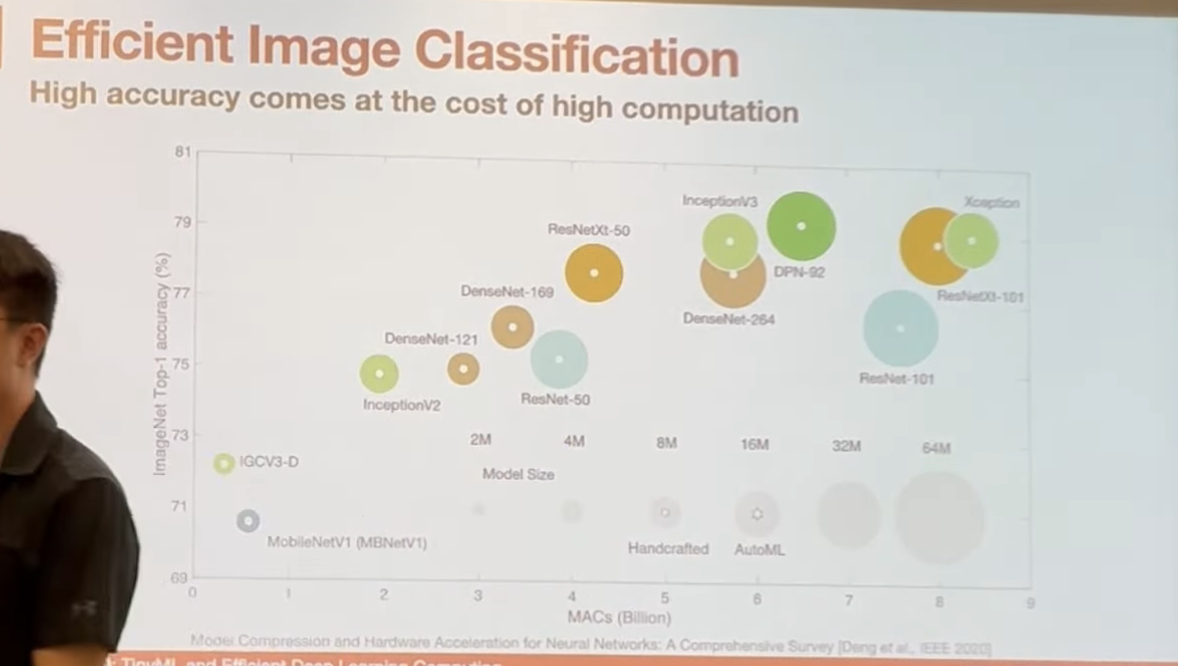 Efficient Image Classification
High accuracy comes at the cost of high computation
81
79
77
75
73
71
69
ImageNet Top-1 accuracy (%)
InceptionV3
Xception
ResNetXt-50
DPN-92
DenseNet-169
ResNetXt-101
DenseNet-264
DenseNet-121
ResNet-101
InceptionV2
ResNet-50
2M 4M 8M 16M 32M 64M
IGCV3-D
Model Size
MobileNetV1 (MBNetV1)
Handcrafted AutoML
0 1 2 3 4 5 6 7 8 9
MACs (Billion)
Model Compression and Hardware Acceleration for Neural Networks: A Comprehensive Survey [Deng et al., IEEE 2020]
: TinyML and Efficient Deep Learning Computing